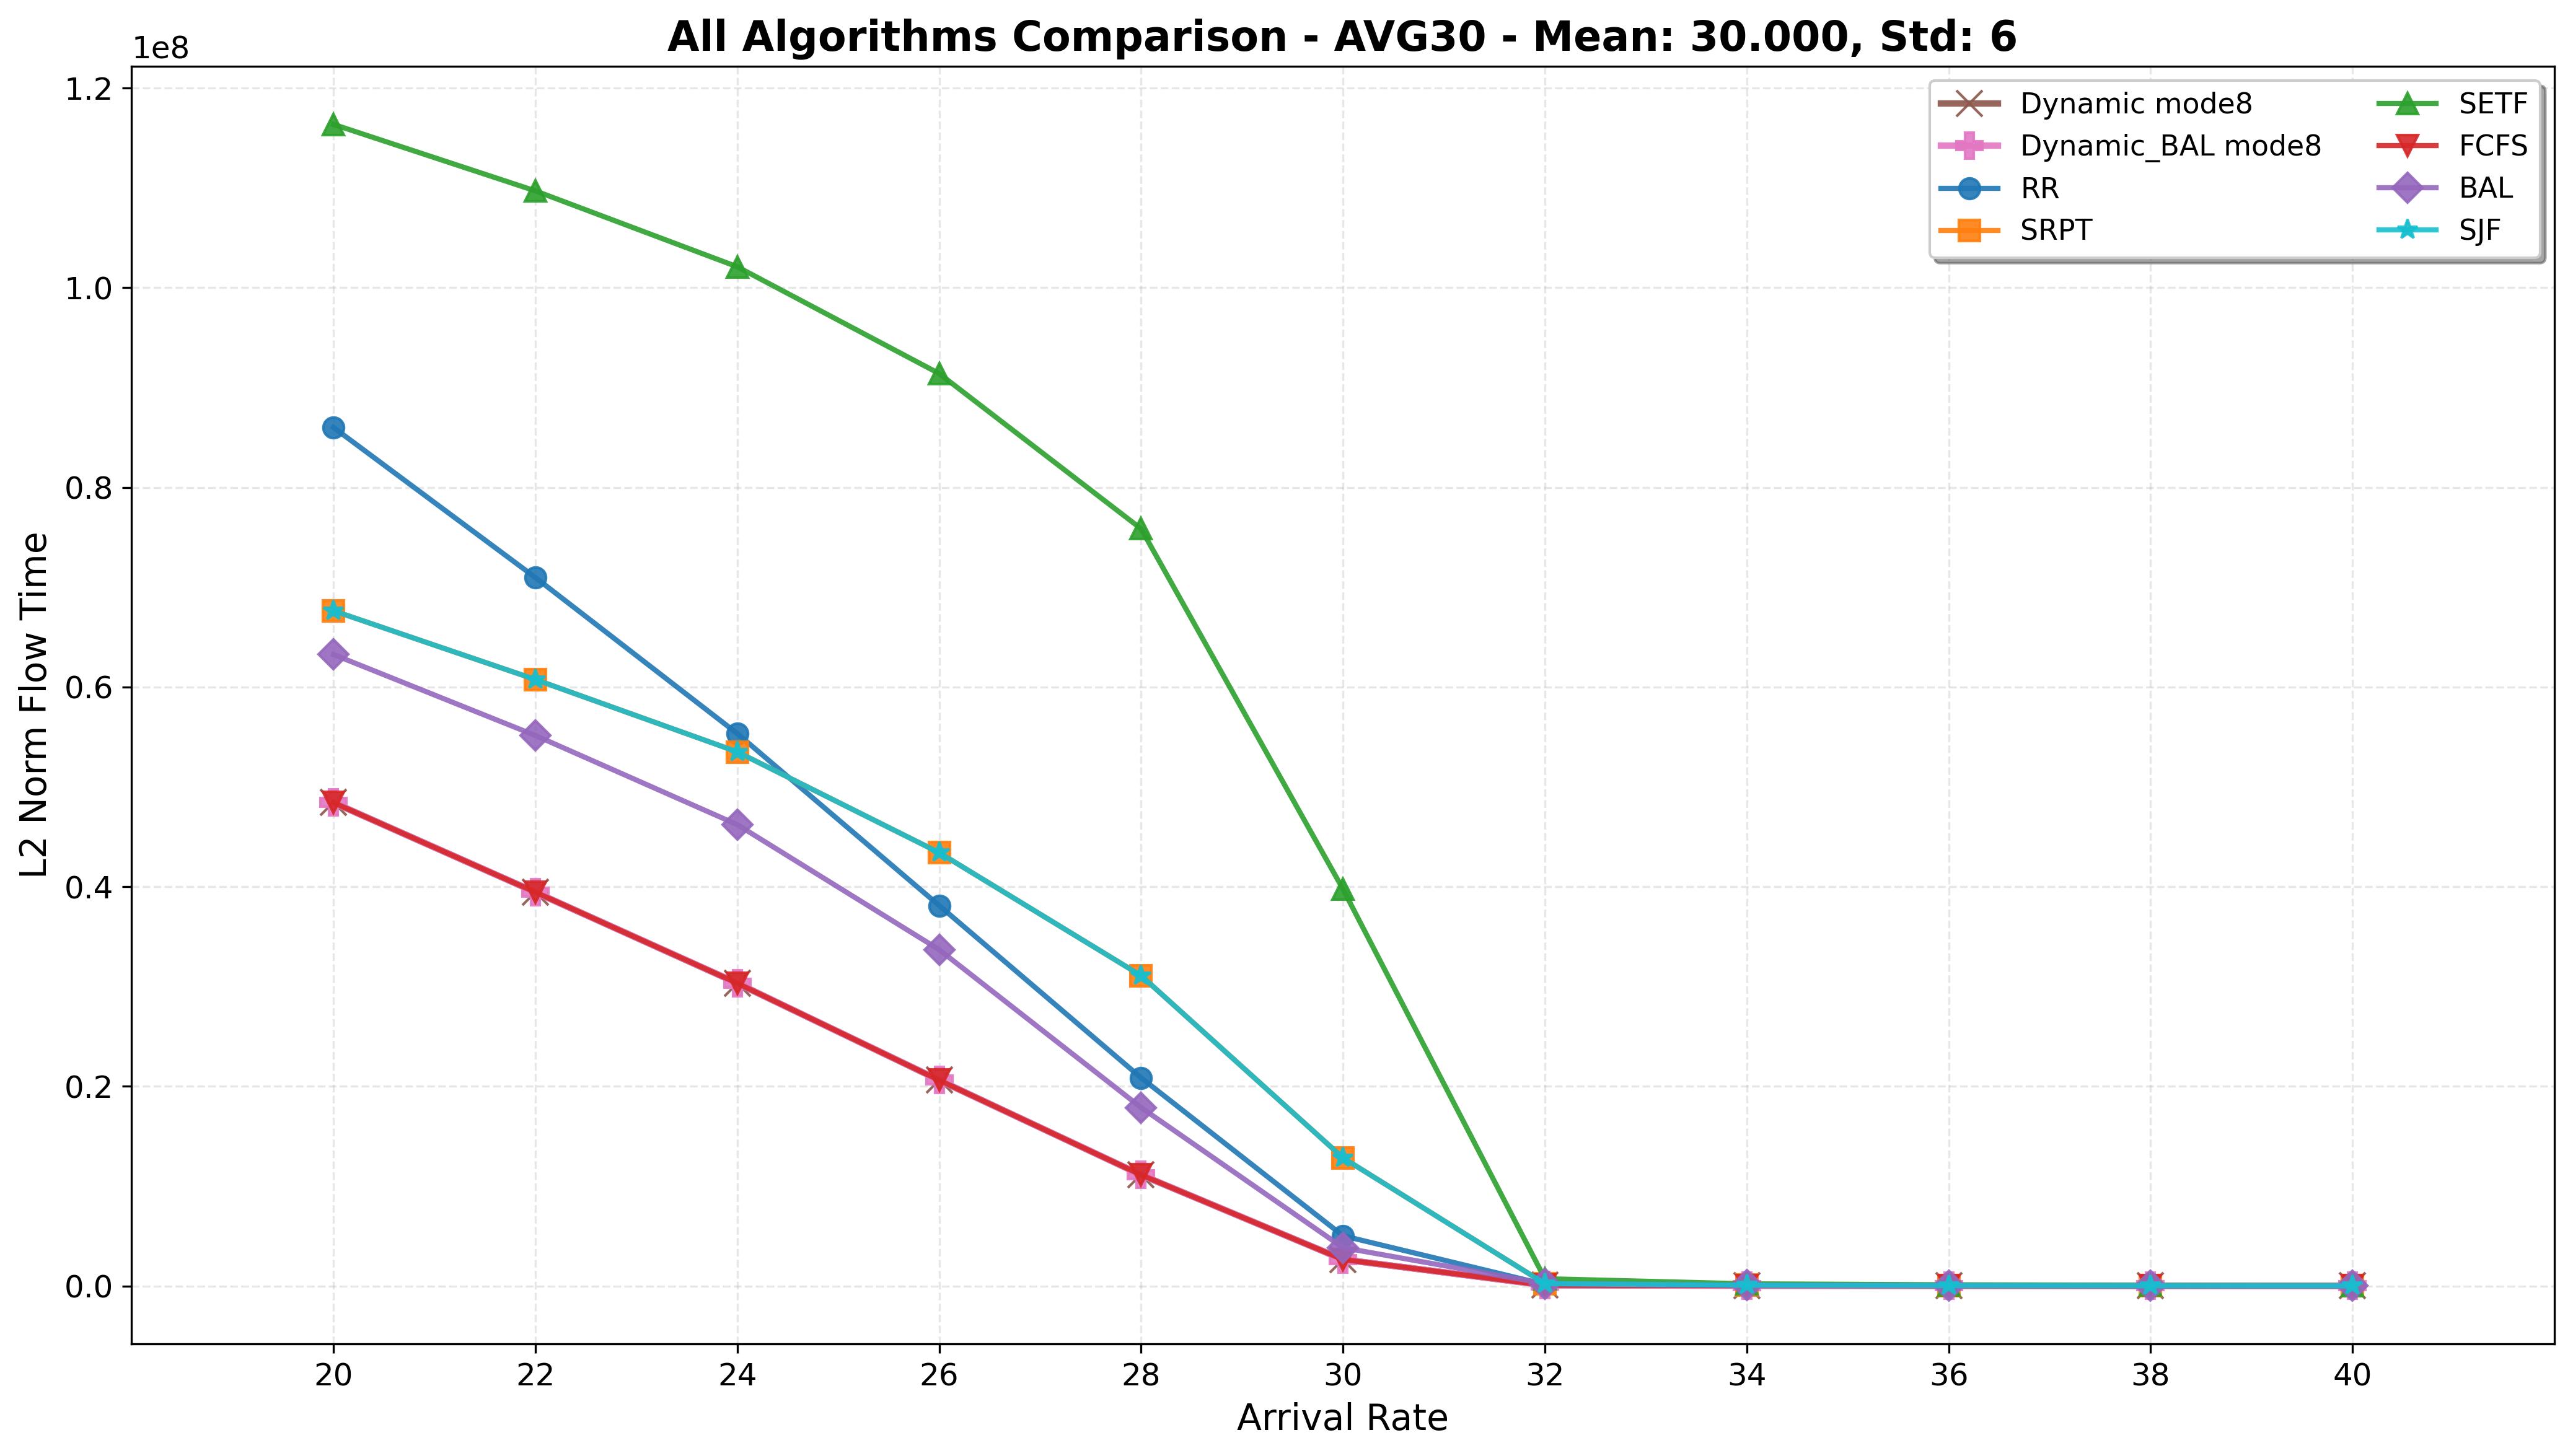 All Algorithms Comparison - AVG30 - Mean: 30.000, Std: 6
1e8
1.2
1.0
0.8
0.6
0.4
0.2
0.0
L2 Norm Flow Time
Dynamic mode8
Dynamic_BAL mode8
RR
SRPT
SETF
FCFS
BAL
SJF
20 22 24 26 28 30 32 34 36 38 40
Arrival Rate